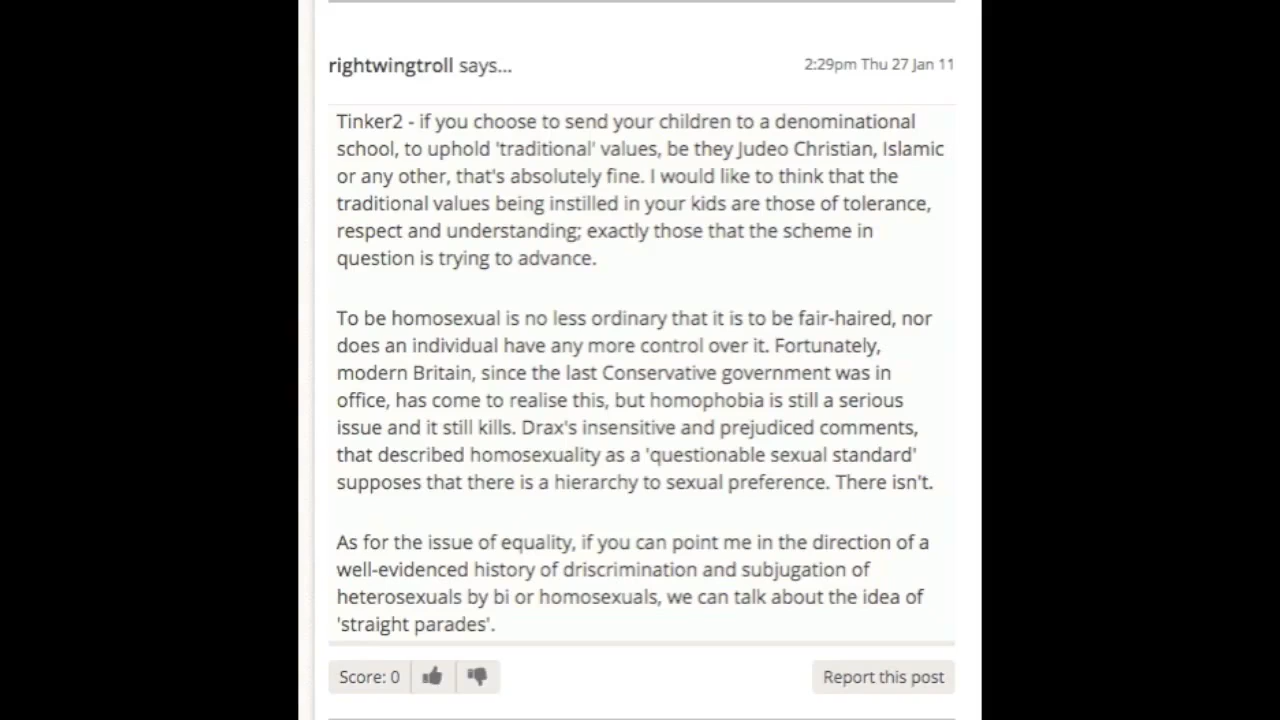 rightwingtroll says...
2:29pm Thu 27 Jan 11
Tinker2 - if you choose to send your children to a denominational
school, to uphold 'traditional' values, be they Judeo Christian, Islamic
or any other, that's absolutely fine. I would like to think that the
traditional values being instilled in your kids are those of tolerance,
respect and understanding; exactly those that the scheme in
question is trying to advance.
To be homosexual is no less ordinary that it is to be fair-haired, nor
does an individual have any more control over it. Fortunately,
modern Britain, since the last Conservative government was in
office, has come to realise this, but homophobia is still a serious
issue and it still kills. Drax's insensitive and prejudiced comments,
that described homosexuality as a 'questionable sexual standard'
supposes that there is a hierarchy to sexual preference. There isn't.
As for the issue of equality, if you can point me in the direction of a
well-evidenced history of driscrimination and subjugation of
heterosexuals by bi or homosexuals, we can talk about the idea of
'straight parades'.
Score: 0
Report this post